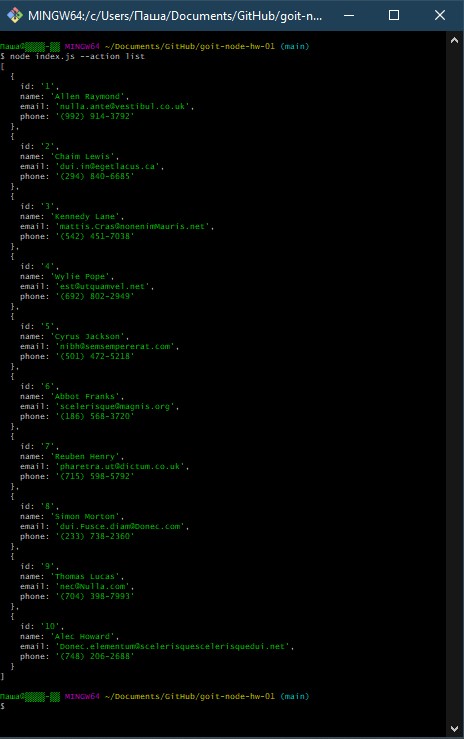 MINGW64:/c/Users/Паша/Documents/GitHub/goit-n...
Паша@▒▒▒▒-▒▒ MINGW64 ~/Documents/GitHub/goit-node-hw-01 (main)
$ node index.js --action list
[
  {
    id: '1',
    name: 'Allen Raymond',
    email: 'nulla.ante@vestibul.co.uk',
    phone: '(992) 914-3792'
  },
  {
    id: '2',
    name: 'Chaim Lewis',
    email: 'dui.in@egetlacus.ca',
    phone: '(294) 840-6685'
  },
  {
    id: '3',
    name: 'Kennedy Lane',
    email: 'mattis.Cras@nonenimMauris.net',
    phone: '(542) 451-7038'
  },
  {
    id: '4',
    name: 'Wylie Pope',
    email: 'est@utquamvel.net',
    phone: '(692) 802-2949'
  },
  {
    id: '5',
    name: 'Cyrus Jackson',
    email: 'nibh@semsempererat.com',
    phone: '(501) 472-5218'
  },
  {
    id: '6',
    name: 'Abbot Franks',
    email: 'scelerisque@magnis.org',
    phone: '(186) 568-3720'
  },
  {
    id: '7',
    name: 'Reuben Henry',
    email: 'pharetra.ut@dictum.co.uk',
    phone: '(715) 598-5792'
  },
  {
    id: '8',
    name: 'Simon Morton',
    email: 'dui.Fusce.diam@Donec.com',
    phone: '(233) 738-2360'
  },
  {
    id: '9',
    name: 'Thomas Lucas',
    email: 'nec@Nulla.com',
    phone: '(704) 398-7993'
  },
  {
    id: '10',
    name: 'Alec Howard',
    email: 'Donec.elementum@scelerisquescelerisquedui.net',
    phone: '(748) 206-2688'
  }
]
Паша@▒▒▒▒-▒▒ MINGW64 ~/Documents/GitHub/goit-node-hw-01 (main)
$